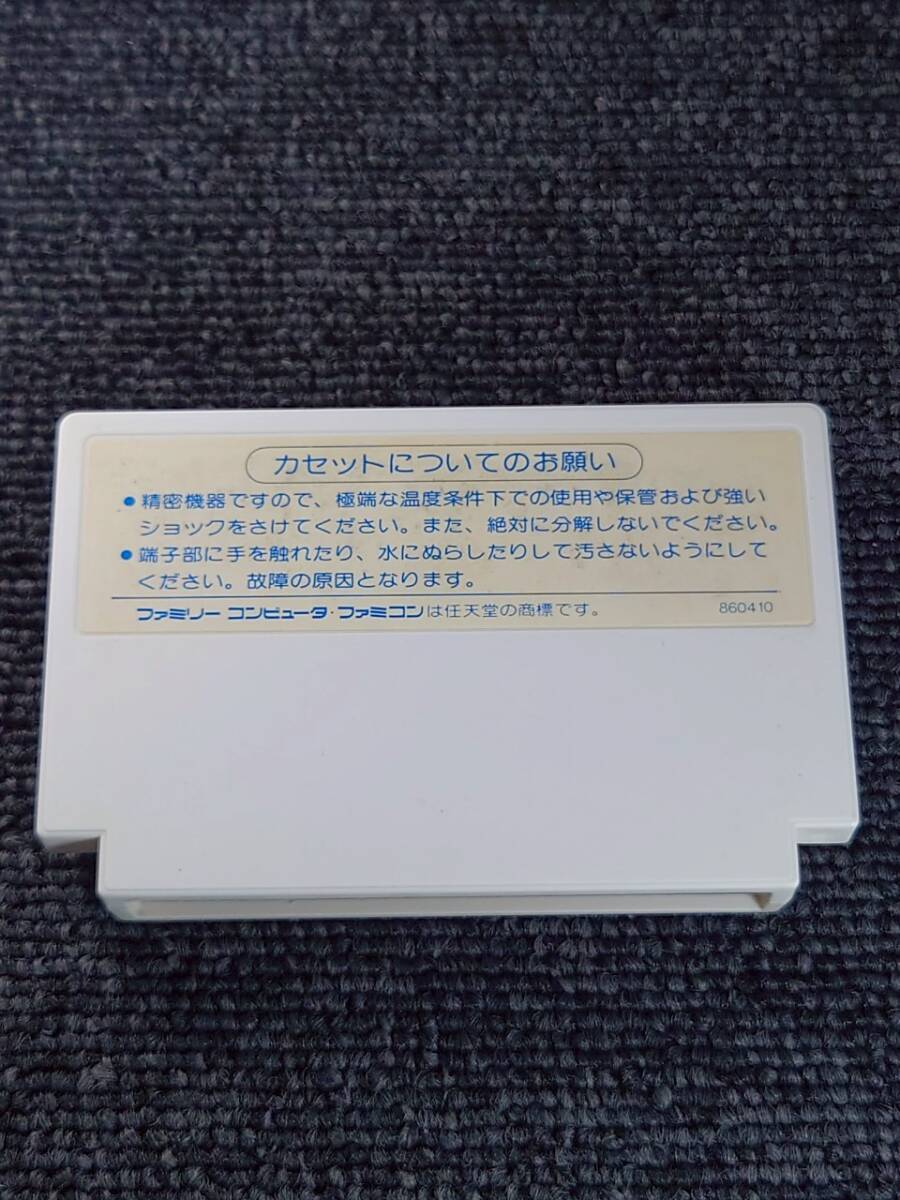 カセットについてのお願い
●精密機器ですので、極端な温度条件下での使用や保管および強い
ショックをさけてください。また、絶対に分解しないでください。
●端子部に手を触れたり、水にぬらしたりして汚さないようにして
ください。故障の原因となります。
ファミリー コンピュータ・ファミコンは任天堂の商標です。 860410